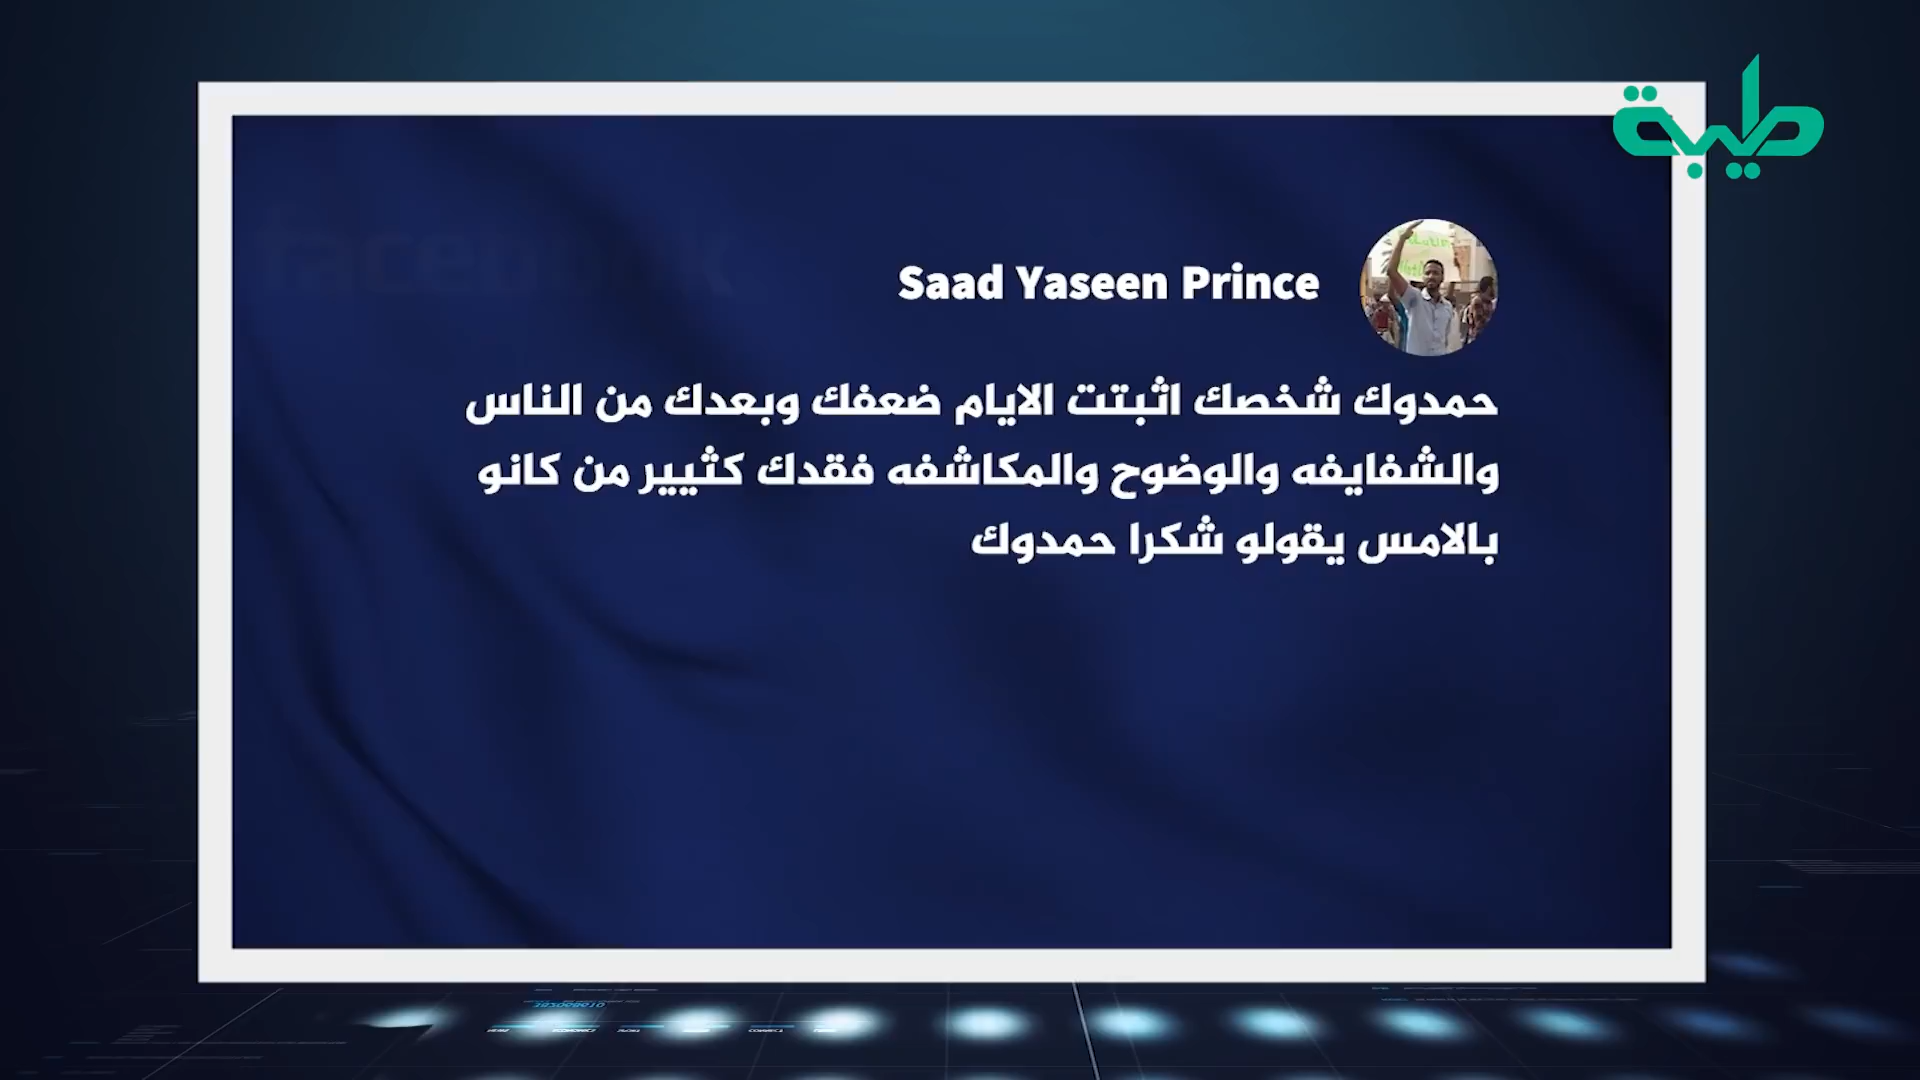 طيبة
facebook
Saad Yaseen Prince
حمدوك شخصك اثبتت الايام ضعفك وبعدك من الناس
والشفايفه والوضوح والمكاشفه فقدك كثيير من كانو
بالامس يقولو شكرا حمدوك